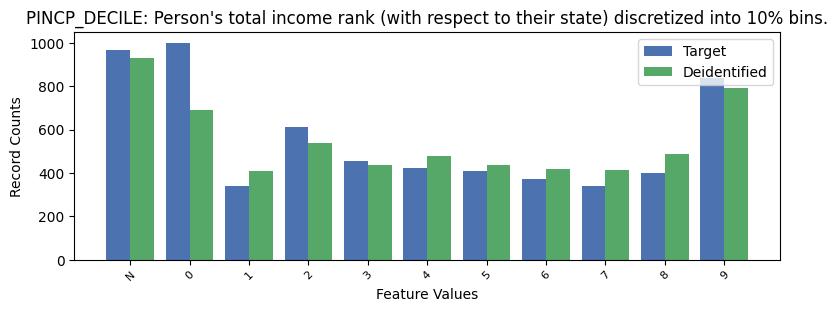 PINCP_DECILE: Person's total income rank (with respect to their state) discretized into 10% bins.
1000
800
600
400
200
0
Record Counts
Target
Deidentified
N 0 1 2 3 4 5 6 7 8 9
Feature Values